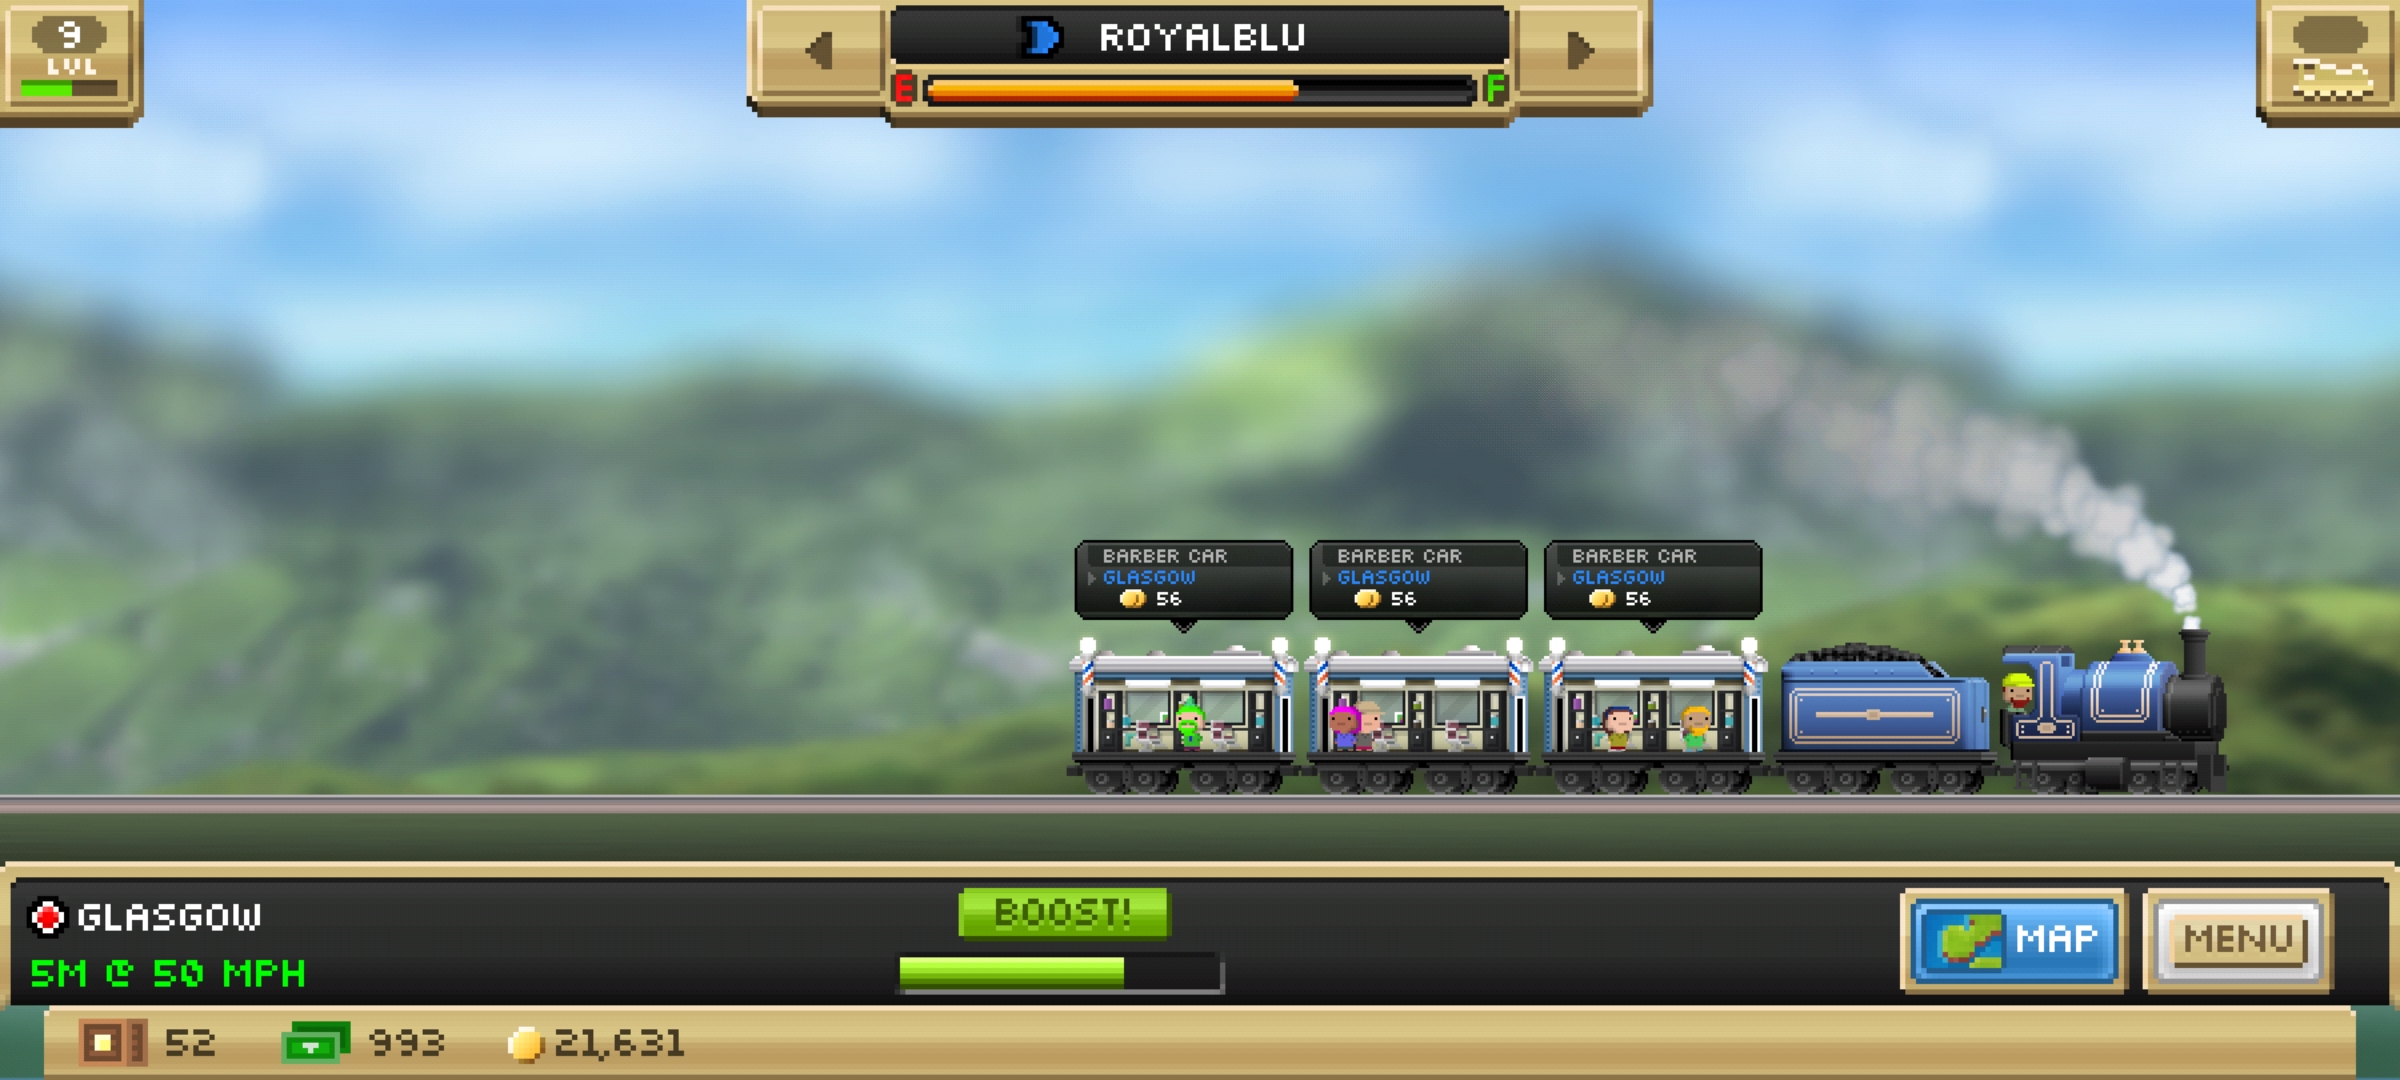 9
LVL
ROYALBLU
E F
BARBER CAR
GLASGOW
56
BARBER CAR
GLASGOW
56
BARBER CAR
GLASGOW
56
GLASGOW
5M @ 50 MPH
BOOST!
MAP
MENU
52 993 21,631